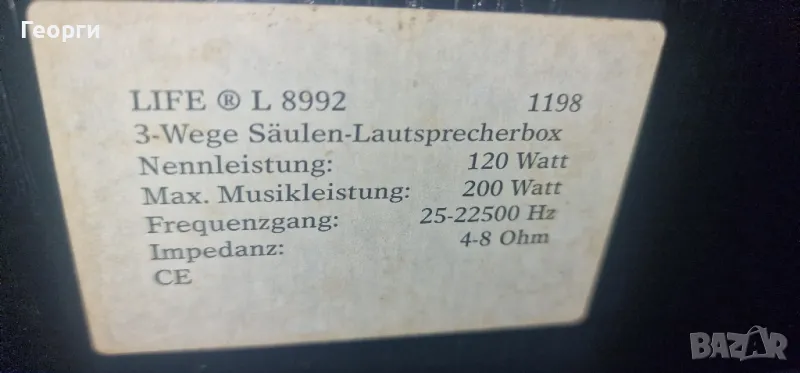 Георги
LIFE ® L 8992 1198
3-Wege Säulen-Lautsprecherbox
Nennleistung: 120 Watt
Max. Musikleistung: 200 Watt
Frequenzgang: 25-22500 Hz
Impedanz: 4-8 Ohm
CE
BAZAR